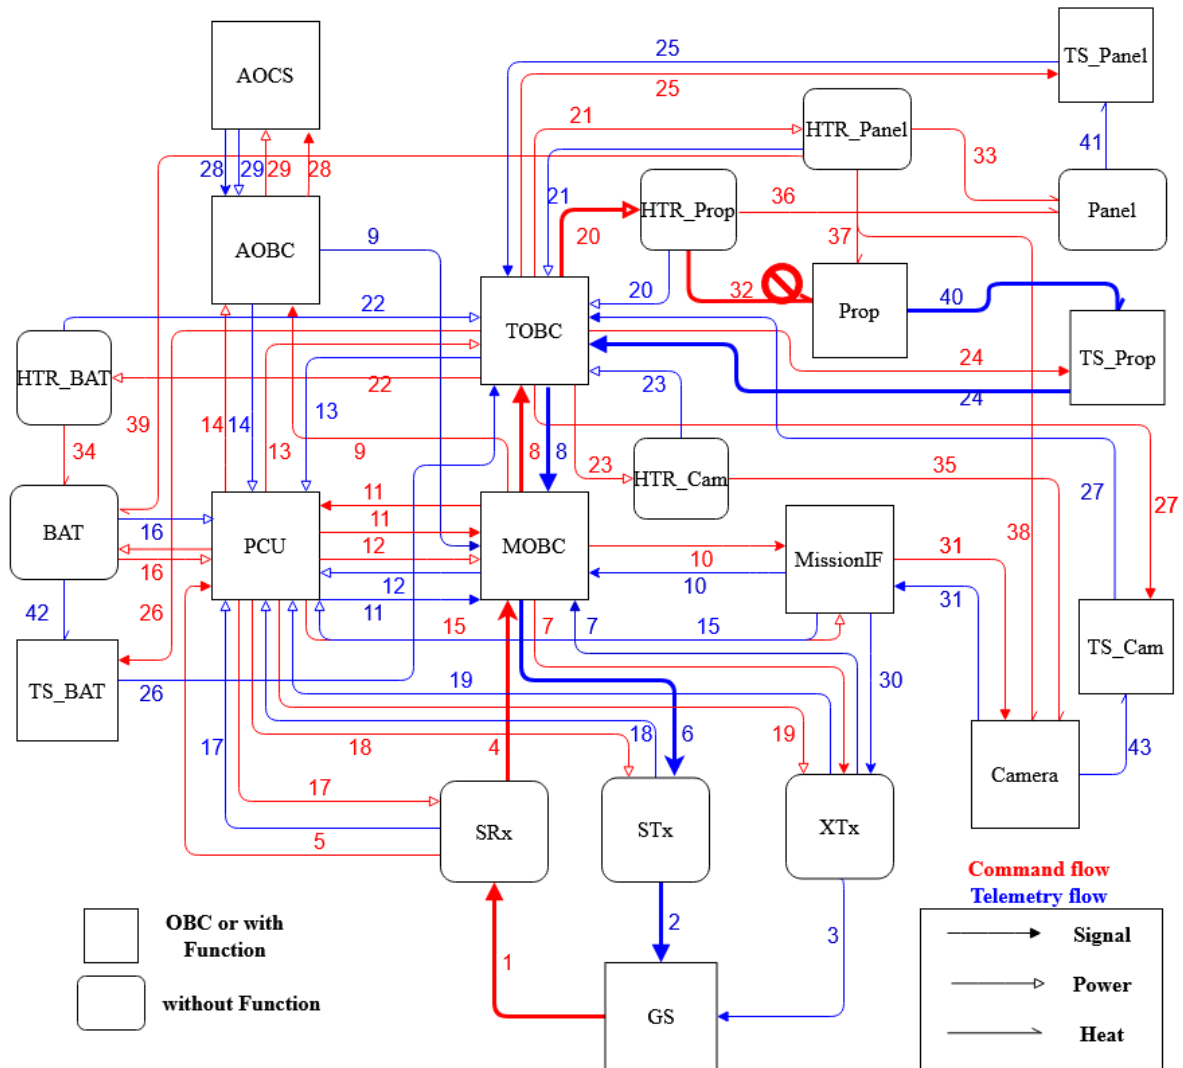 25
TS_Panel
AOCS
25
21
HTR_Panel
41
33
28
29
29
28
21
36
HTR_Prop
Panel
20
37
9
AOBC
20
32
40
22
Prop
TOBC
TS_Prop
24
HTR_BAT
22
23
24
13
39
14
14
13
9
8
8
34
23
35
HTR_Cam
11
27
27
BAT
16
PCU
11
MOBC
MissionIF
31
38
12
10
16
12
10
31
42
26
11
15
7
7
15
TS_Cam
TS_BAT
26
19
30
17
18
4
18
6
19
43
Camera
17
SRx
STx
XTx
5
Command flow
Telemetry flow
OBC or with
Function
2
3
Signal
1
Power
without Function
GS
Heat